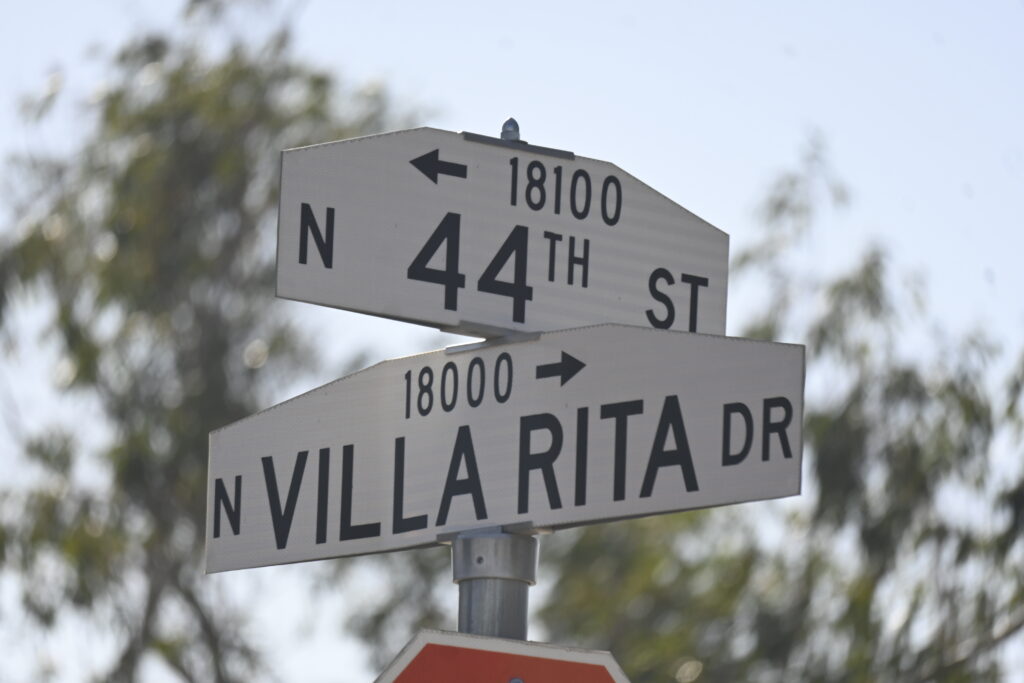 ← 18100
N 44TH ST
18000 →
N VILLA RITA DR